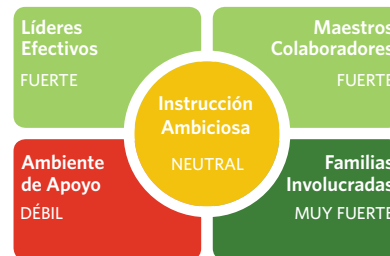 Líderes
Efectivos
FUERTE
Maestros
Colaboradores
FUERTE
Instrucción
Ambiciosa
NEUTRAL
Ambiente
de Apoyo
DÉBIL
Familias
Involucradas
MUY FUERTE